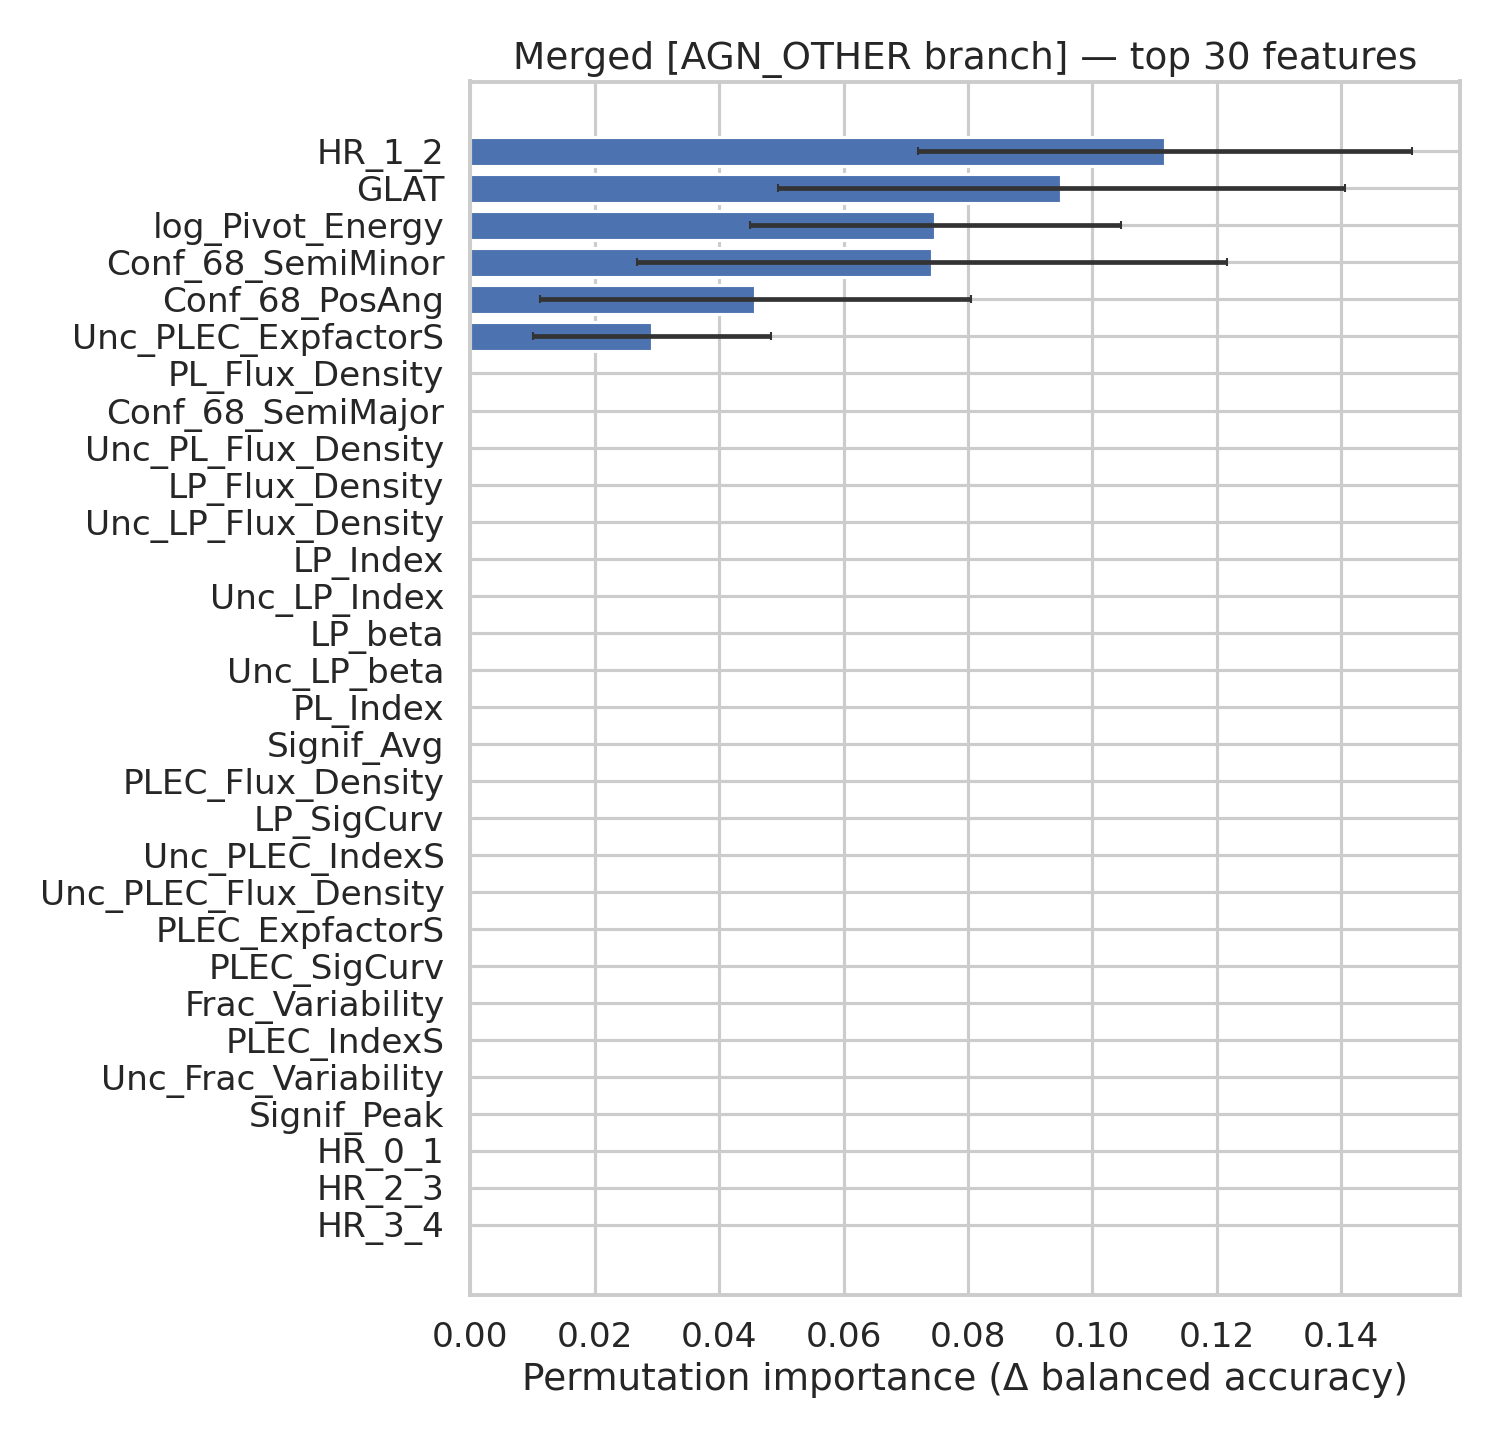 Merged [AGN_OTHER branch] — top 30 features
HR_1_2
GLAT
log_Pivot_Energy
Conf_68_SemiMinor
Conf_68_PosAng
Unc_PLEC_ExpfactorS
PL_Flux_Density
Conf_68_SemiMajor
Unc_PL_Flux_Density
LP_Flux_Density
Unc_LP_Flux_Density
LP_Index
Unc_LP_Index
LP_beta
Unc_LP_beta
PL_Index
Signif_Avg
PLEC_Flux_Density
LP_SigCurv
Unc_PLEC_IndexS
Unc_PLEC_Flux_Density
PLEC_ExpfactorS
PLEC_SigCurv
Frac_Variability
PLEC_IndexS
Unc_Frac_Variability
Signif_Peak
HR_0_1
HR_2_3
HR_3_4
0.00 0.02 0.04 0.06 0.08 0.10 0.12 0.14
Permutation importance (Δ balanced accuracy)